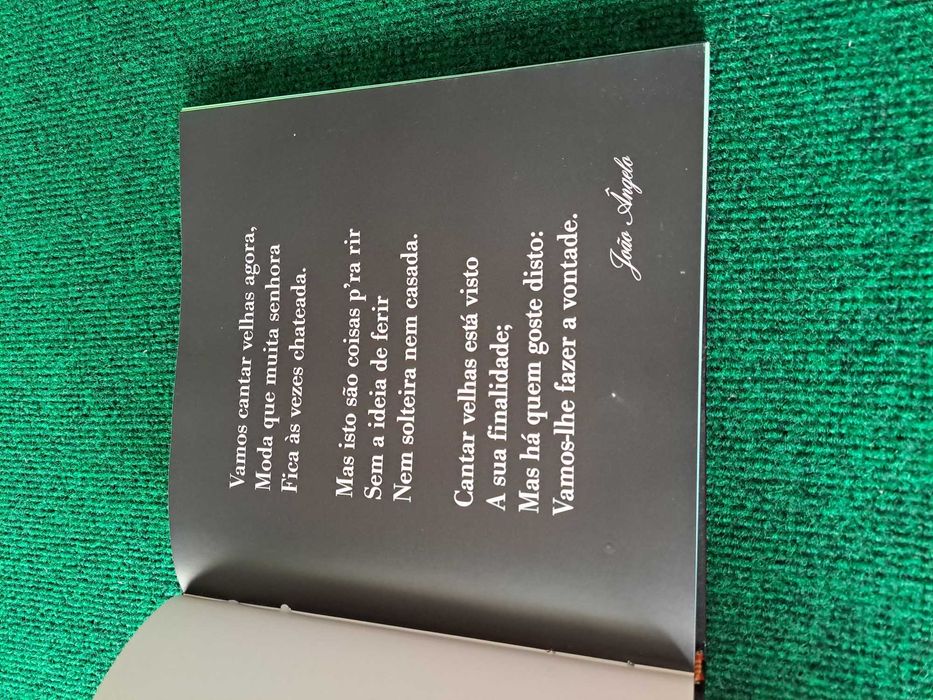 Vamos cantar velhas agora,
Moda que muita senhora
Fica às vezes chateada.
Mas isto são coisas p'ra rir
Sem à ideia de ferir
Nem solteira nem casada.
Cantar velhas está visto
A sua finalidade;
Mas há quem goste disto:
Vamos-lhe fazer a vontade.
João Ângelo